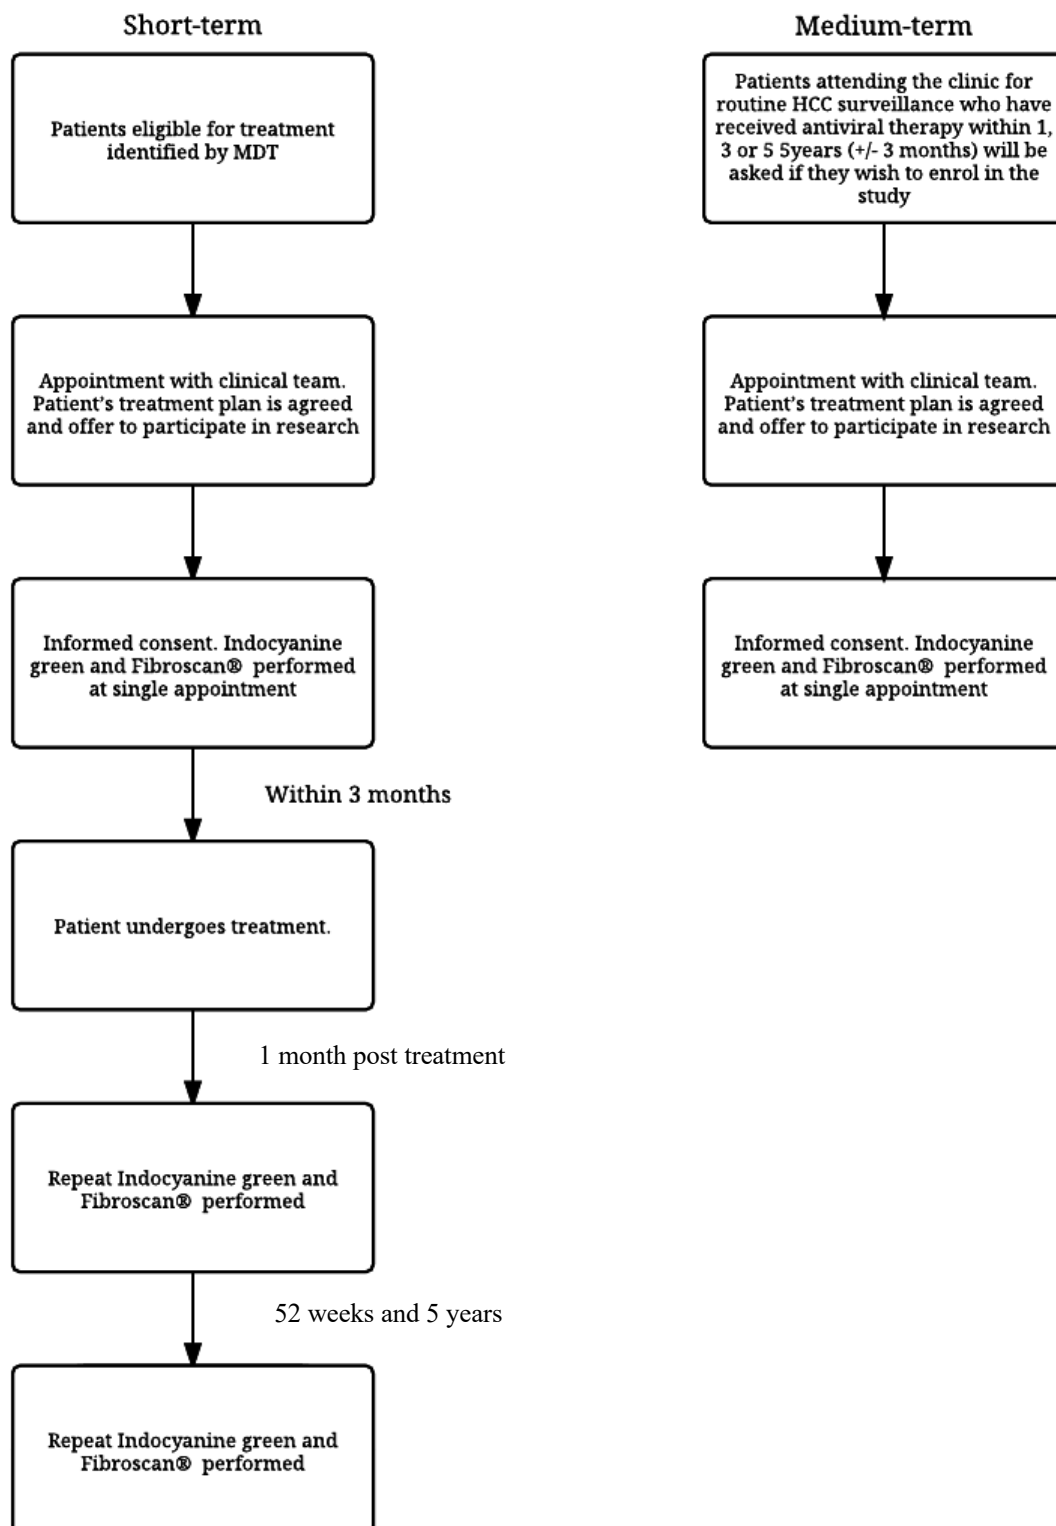 Short-term
Patients eligible for treatment
identified by MDT
Appointment with clinical team.
Patient’s treatment plan is agreed
and offer to participate in research
Informed consent. Indocyanine
green and Fibroscan® performed
at single appointment
Within 3 months
Patient undergoes treatment.
1 month post treatment
Repeat Indocyanine green and
Fibroscan® performed
52 weeks and 5 years
Repeat Indocyanine green and
Fibroscan® performed
Medium-term
Patients attending the clinic for
routine HCC surveillance who have
received antiviral therapy within 1,
3 or 5 5years (+/- 3 months) will be
asked if they wish to enrol in the
study
Appointment with clinical team.
Patient’s treatment plan is agreed
and offer to participate in research
Informed consent. Indocyanine
green and Fibroscan® performed
at single appointment